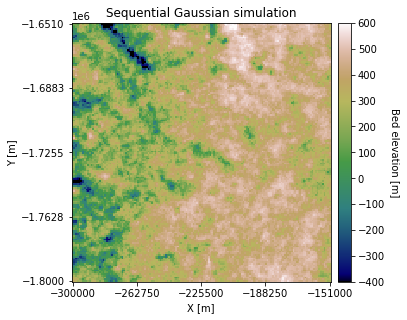 Sequential Gaussian simulation
1e6
−1.6510
−1.6883
−1.7255
−1.7628
−1.8000
Y [m]
−300000 −262750 −225500 −188250 −151000
X [m]
600
500
400
300
200
100
0
−100
−200
−300
−400
Bed elevation [m]